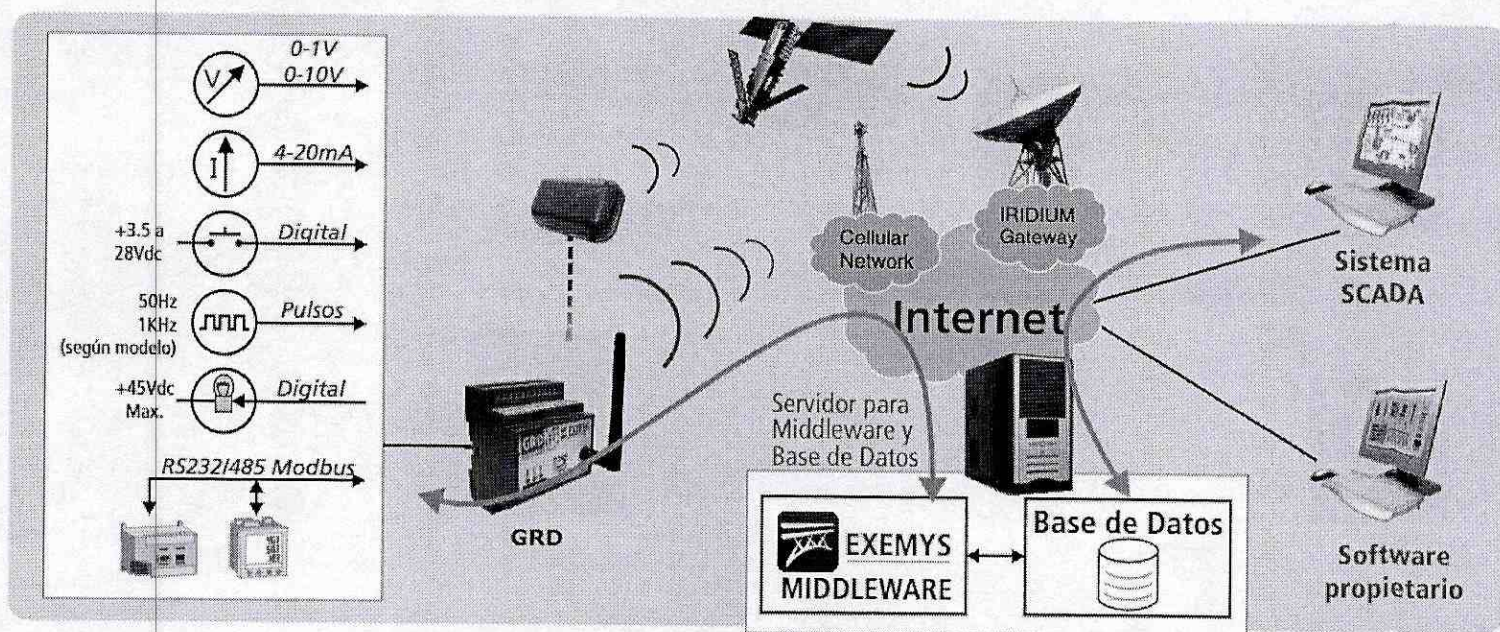 0-1V
0-10V
V
4-20mA
I
+3.5 a
28Vdc
Digital
50Hz
1KHz
(según modelo)
Pulsos
+45Vdc
Max.
Digital
RS232/485 Modbus
GRD
Cellular
Network
IRIDIUM
Gateway
Internet
Servidor para
Middleware y
Base de Datos
EXEMYS
MIDDLEWARE
Base de Datos
Sistema
SCADA
Software
propietario